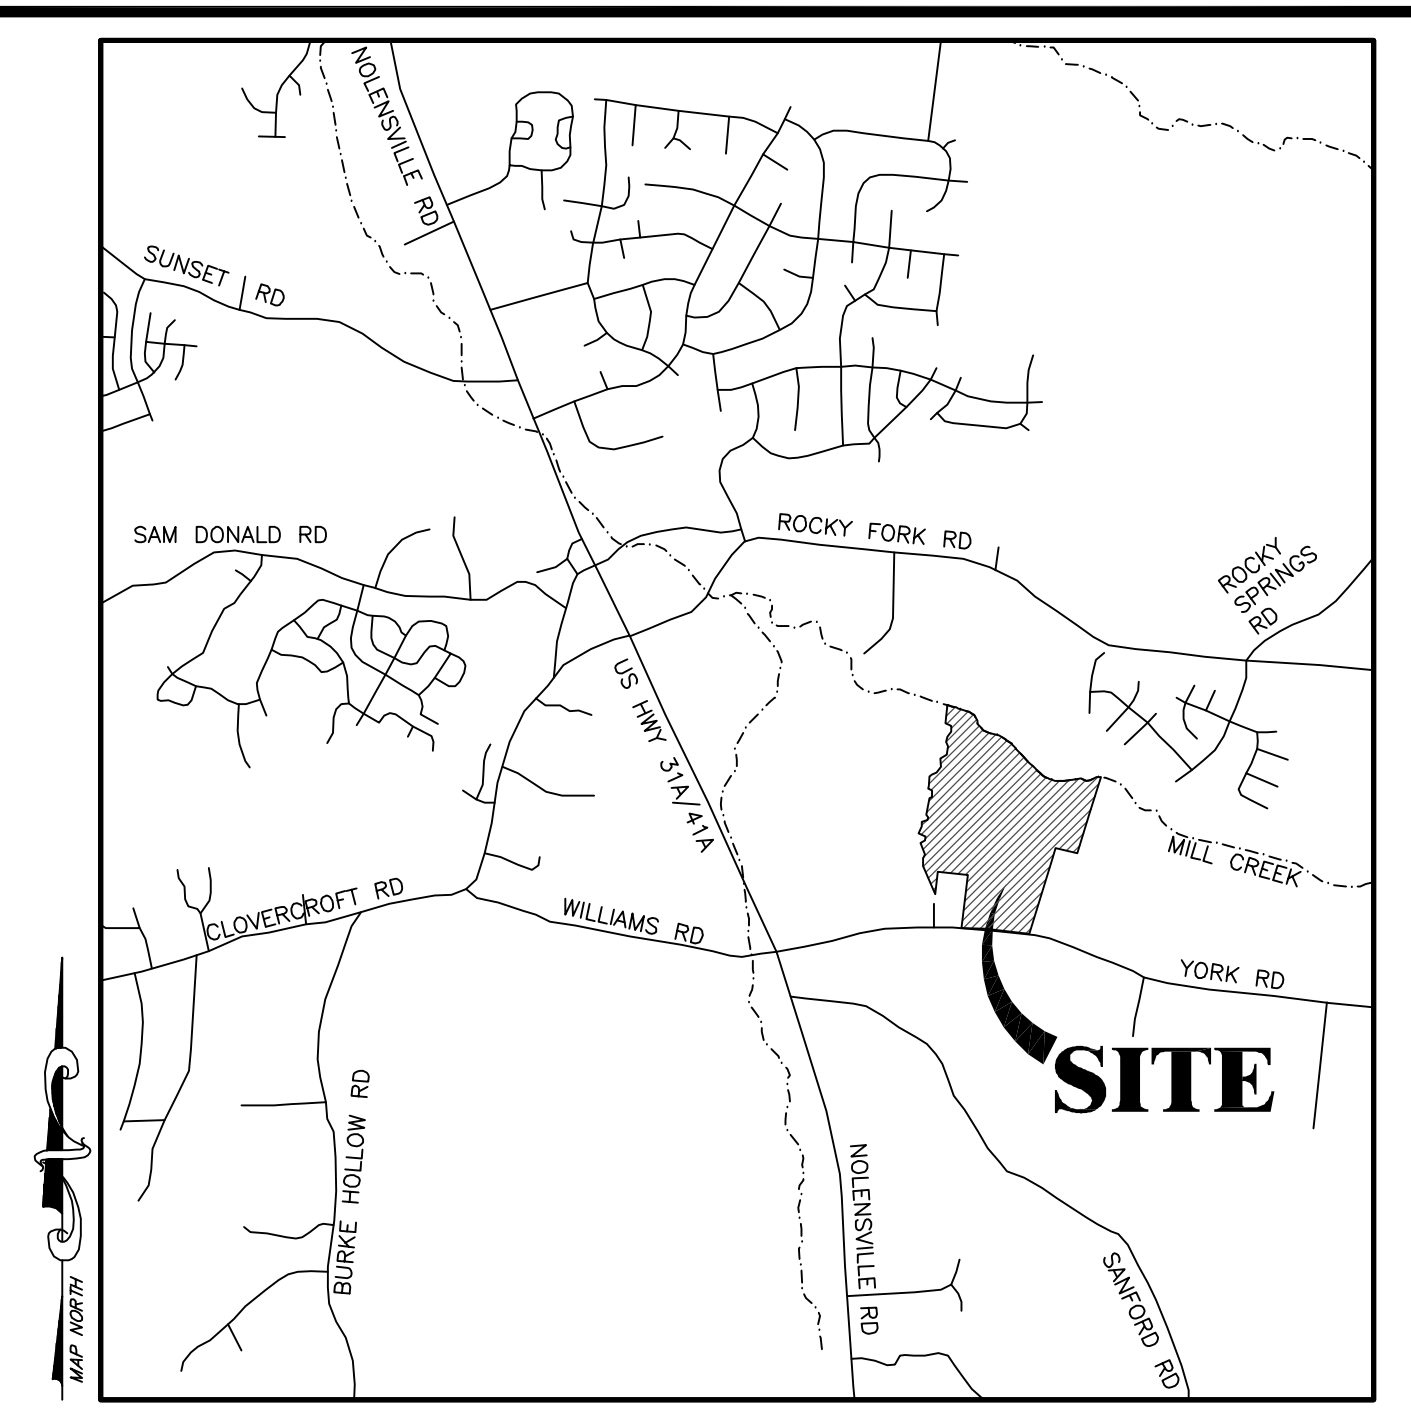 NOLENSVILLE RD
SUNSET RD
SAM DONALD RD
ROCKY FORK RD
ROCKY
SPRINGS
RD
US HWY 31A/41A
MILL CREEK
CLOVERCROFT RD
WILLIAMS RD
YORK RD
SITE
BURKE HOLLOW RD
NOLENSVILLE RD
SANFORD RD
MAP NORTH